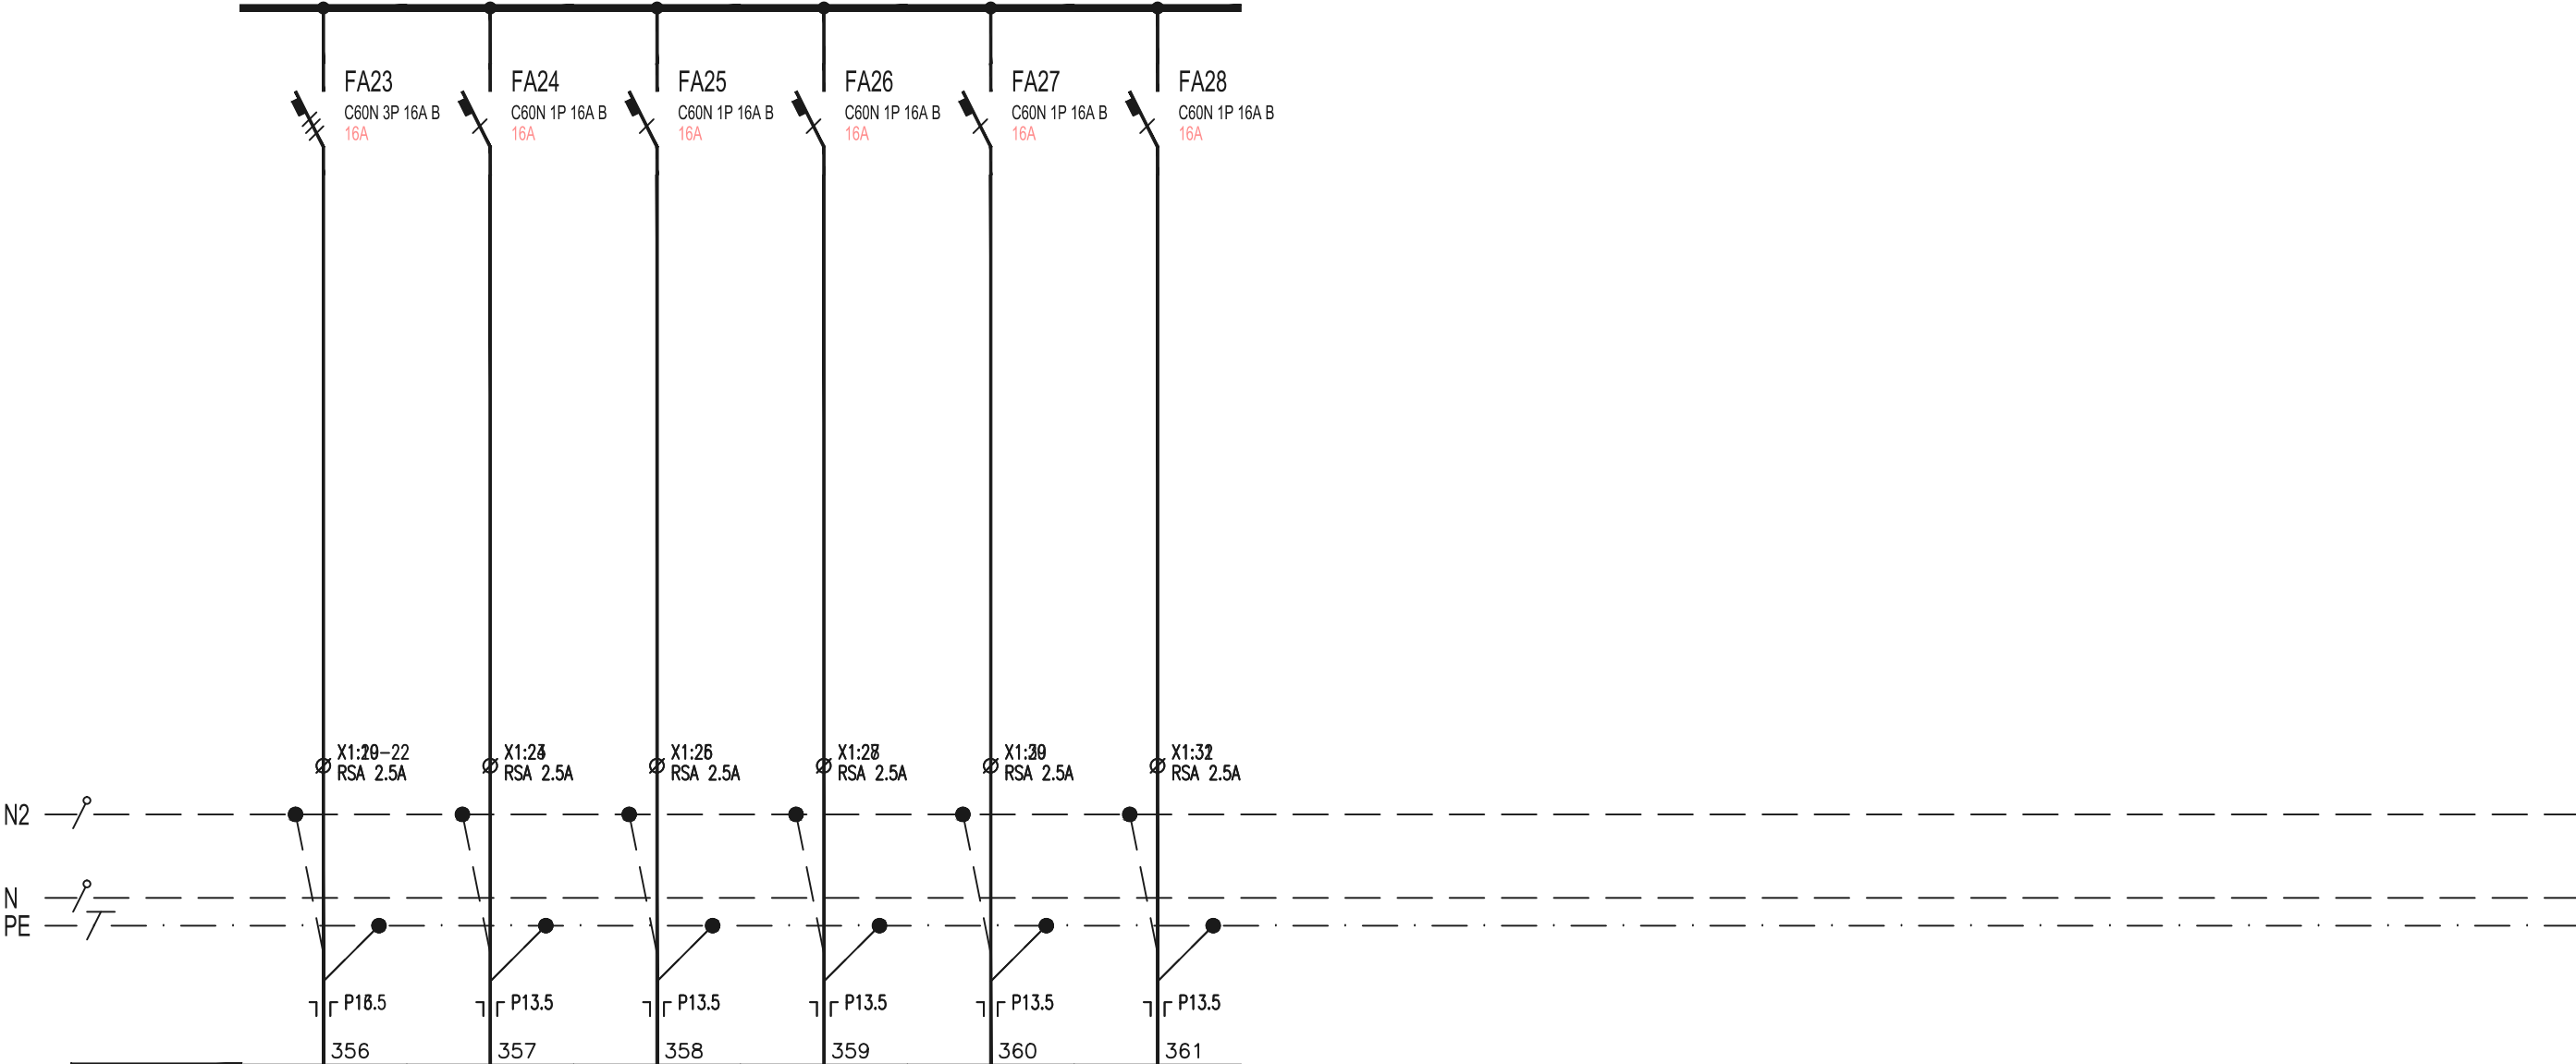 FA23 FA24 FA25 FA26 FA27 FA28
C60N 3P 16A B C60N 1P 16A B C60N 1P 16A B C60N 1P 16A B C60N 1P 16A B C60N 1P 16A B
16A 16A 16A 16A 16A 16A
RSA 2.5A RSA 2.5A RSA 2.5A RSA 2.5A RSA 2.5A RSA 2.5A
N2
N
PE
P13.5 P13.5 P13.5 P13.5 P13.5
356 357 358 359 360 361